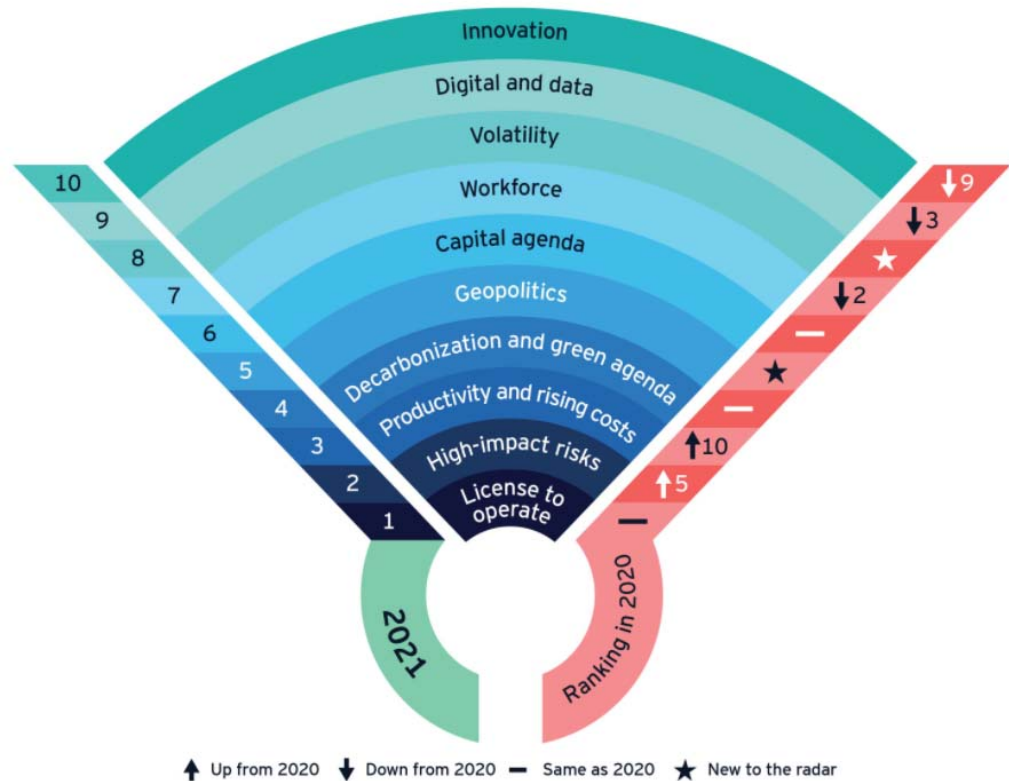 Innovation
Digital and data
Volatility
Workforce
Capital agenda
Geopolitics
Decarbonization and green agenda
Productivity and rising costs
High-impact risks
License to
operate
10
9
8
7
6
5
4
3
2
1
2021
9
3
2
10
5
Ranking in 2020
Up from 2020
Down from 2020
Same as 2020
New to the radar